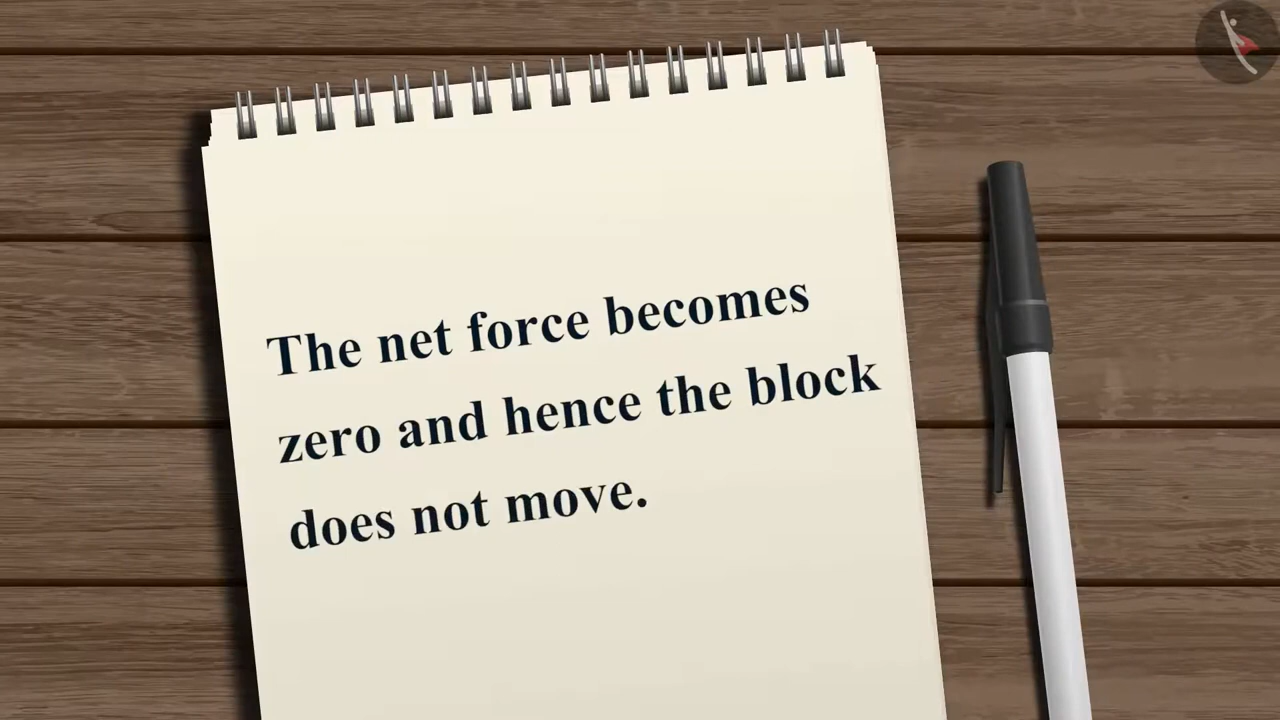 The net force becomes
zero and hence the block
does not move.